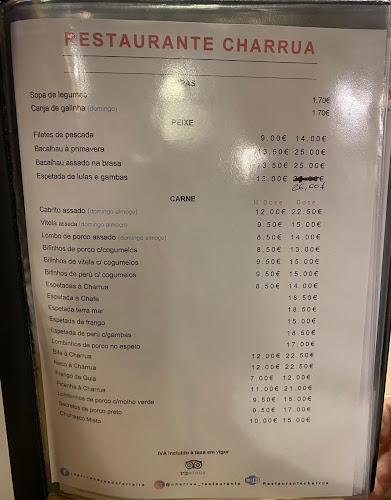 RESTAURANTE CHARRUA
PAS
Sopa de legumes 1.70€
Canja de galinha (domingo) 1.70€
PEIXE
Filetes de pescada 9.00€ 14.00€
Bacalhau à primavera 13.50€ 25.00€
Bacalhau assado na brasa 13.50€ 25.00€
Espetada de lulas e gambas 13.00€
26,00€
CARNE ½ Dose Dose
Cabrito assado (domingo almoço) 12.00€ 22.50€
Vitela assada (domingo almoço) 9.50€ 15.00€
Lombo de porco assado (domingo almoço) 8.50€ 14.00€
Bifinhos de porco c/cogumelos 8.50€ 13.00€
Bifinhos de vitela c/ cogumelos 9.50€ 15.00€
Bifinhos de perú c/ cogumelos 9.50€ 15.00€
Espetadas à Charrua 8.50€ 14.00€
Espetada à Chefe 18.50€
Espetada terra mar 18.50€
Espetada de frango 15.00€
Espetada de perú c/gambas 18.50€
Lombinhos de porco no espeto 17.00€
Bife à Charrua 12.00€ 22.50€
Naco à Charrua 12.00€ 22.50€
Frango da Guia 7.00€ 12.00€
Picanha à Charrua 11.00€ 21.00€
Lombinhos de porco c/molho verde 9.50€ 15.00€
Secretos de porco preto 9.50€ 17.00€
Churrasco Misto 10.00€ 15.00€
IVA incluído à taxa em vigor
tripadvisor
@charrua_restaurante
restaurantecharrua